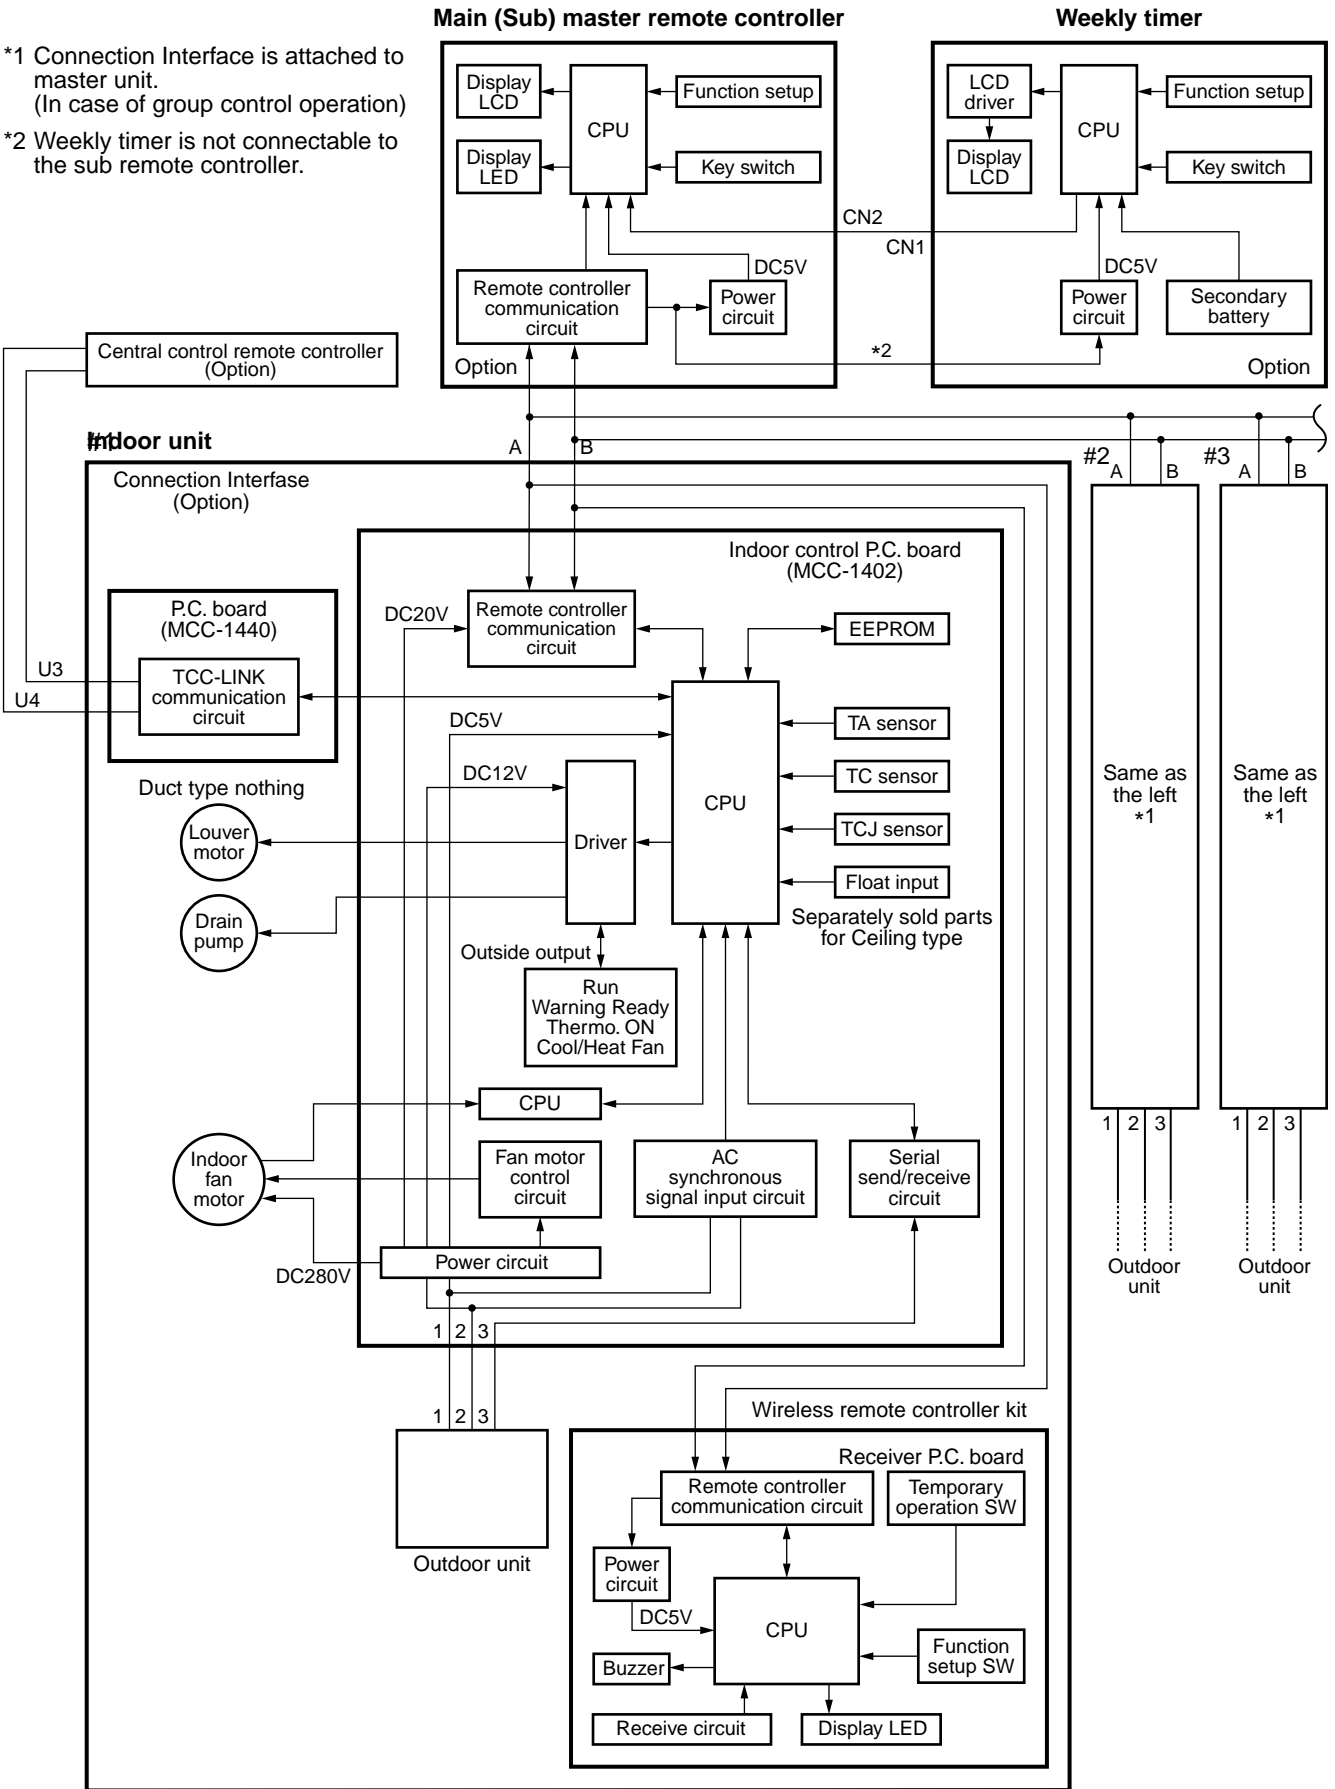 Main (Sub) master remote controller
Weekly timer
*1 Connection Interface is attached to
master unit.
(In case of group control operation)
*2 Weekly timer is not connectable to
the sub remote controller.
Display
LCD
Display
LED
CPU
Function setup
Key switch
DC5V
Remote controller
communication
circuit
Power
circuit
Option
CN2
CN1
*2
LCD
driver
Display
LCD
CPU
Function setup
Key switch
DC5V
Power
circuit
Secondary
battery
Option
Central control remote controller
(Option)
#1
Indoor unit
A
B
#2
A
B
#3
A
B
Connection Interfase
(Option)
Indoor control P.C. board
(MCC-1402)
P.C. board
(MCC-1440)
TCC-LINK
communication
circuit
U3
U4
DC20V
Remote controller
communication
circuit
EEPROM
DC5V
DC12V
CPU
TA sensor
TC sensor
TCJ sensor
Float input
Separately sold parts
for Ceiling type
Duct type nothing
Louver
motor
Drain
pump
Driver
Outside output
Run
Warning Ready
Thermo. ON
Cool/Heat Fan
CPU
Indoor
fan
motor
Fan motor
control
circuit
AC
synchronous
signal input circuit
Serial
send/receive
circuit
Power circuit
DC280V
1 2 3
1 2 3
Outdoor unit
Same as
the left
*1
Same as
the left
*1
1 2 3
1 2 3
Outdoor
unit
Outdoor
unit
Wireless remote controller kit
Receiver P.C. board
Remote controller
communication circuit
Temporary
operation SW
Power
circuit
DC5V
CPU
Function
setup SW
Buzzer
Receive circuit
Display LED